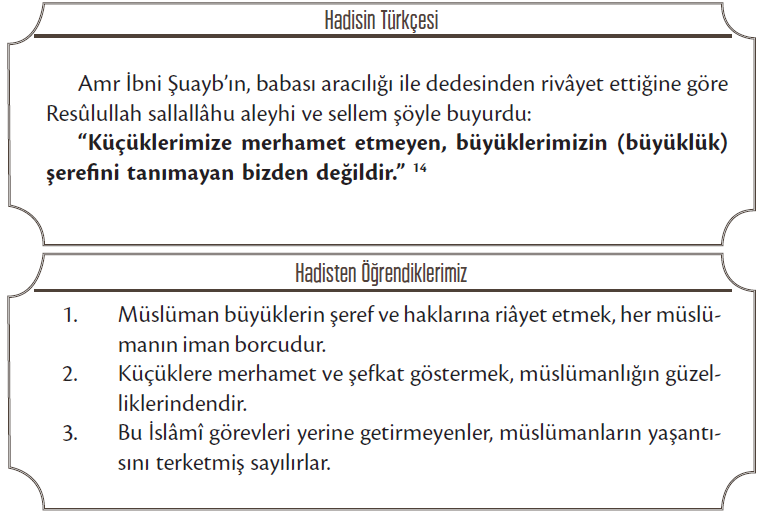 Hadisin Türkçesi
Amr İbni Şuayb’ın, babası aracılığı ile dedesinden rivâyet ettiğine göre
Resûlullah sallallâhu aleyhi ve sellem şöyle buyurdu:
“Küçüklerimize merhamet etmeyen, büyüklerimizin (büyüklük)
şerefini tanımayan bizden değildir.” 14
Hadisten Öğrendiklerimiz
1. Müslüman büyüklerin şeref ve haklarına riâyet etmek, her müslü-
manın iman borcudur.
2. Küçüklere merhamet ve şefkat göstermek, müslümanlığın güzel-
liklerindendir.
3. Bu İslâmî görevleri yerine getirmeyenler, müslümanların yaşantı-
sını terketmiş sayılırlar.